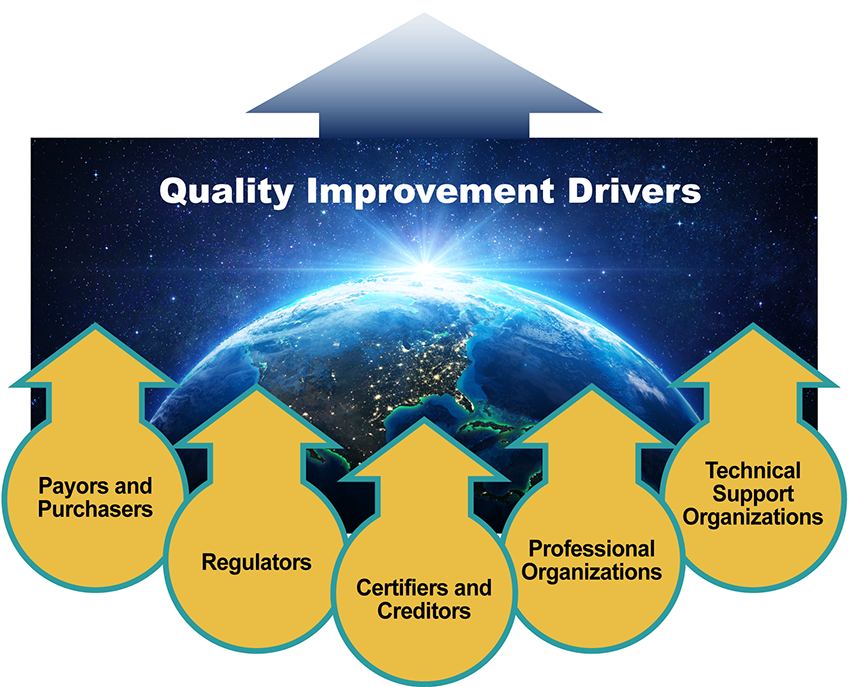 Quality Improvement Drivers
Payors and
Purchasers
Regulators
Certifiers and
Creditors
Professional
Organizations
Technical
Support
Organizations